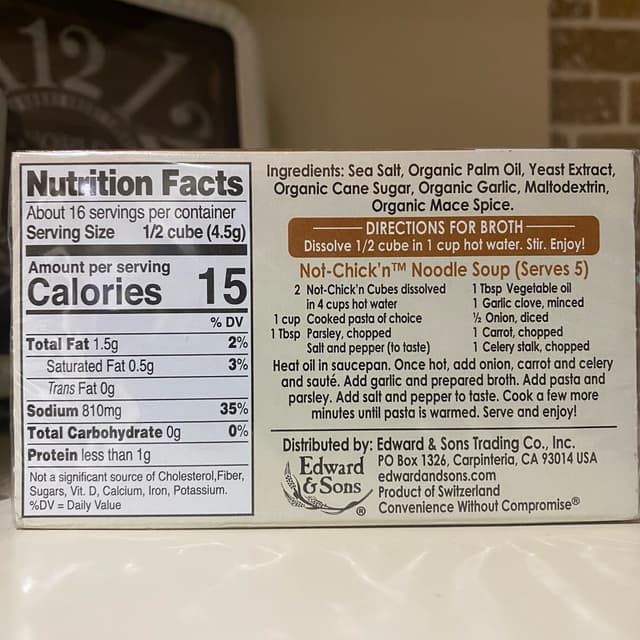 12
1
2
Nutrition Facts
About 16 servings per container
Serving Size 1/2 cube (4.5g)
Amount per serving
Calories 15
% DV
Total Fat 1.5g 2%
Saturated Fat 0.5g 3%
Trans Fat 0g
Sodium 810mg 35%
Total Carbohydrate 0g 0%
Protein less than 1g
Not a significant source of Cholesterol,Fiber,
Sugars, Vit. D, Calcium, Iron, Potassium.
%DV = Daily Value
Ingredients: Sea Salt, Organic Palm Oil, Yeast Extract,
Organic Cane Sugar, Organic Garlic, Maltodextrin,
Organic Mace Spice.
DIRECTIONS FOR BROTH
Dissolve 1/2 cube in 1 cup hot water. Stir. Enjoy!
Not-Chick'n™ Noodle Soup (Serves 5)
2 Not-Chick'n Cubes dissolved
in 4 cups hot water
1 cup Cooked pasta of choice
1 Tbsp Parsley, chopped
Salt and pepper (to taste)
1 Tbsp Vegetable oil
1 Garlic clove, minced
½ Onion, diced
1 Carrot, chopped
1 Celery stalk, chopped
Heat oil in saucepan. Once hot, add onion, carrot and celery
and sauté. Add garlic and prepared broth. Add pasta and
parsley. Add salt and pepper to taste. Cook a few more
minutes until pasta is warmed. Serve and enjoy!
Distributed by: Edward & Sons Trading Co., Inc.
PO Box 1326, Carpinteria, CA 93014 USA
edwardandsons.com
Product of Switzerland
Convenience Without Compromise®
Edward
& Sons®